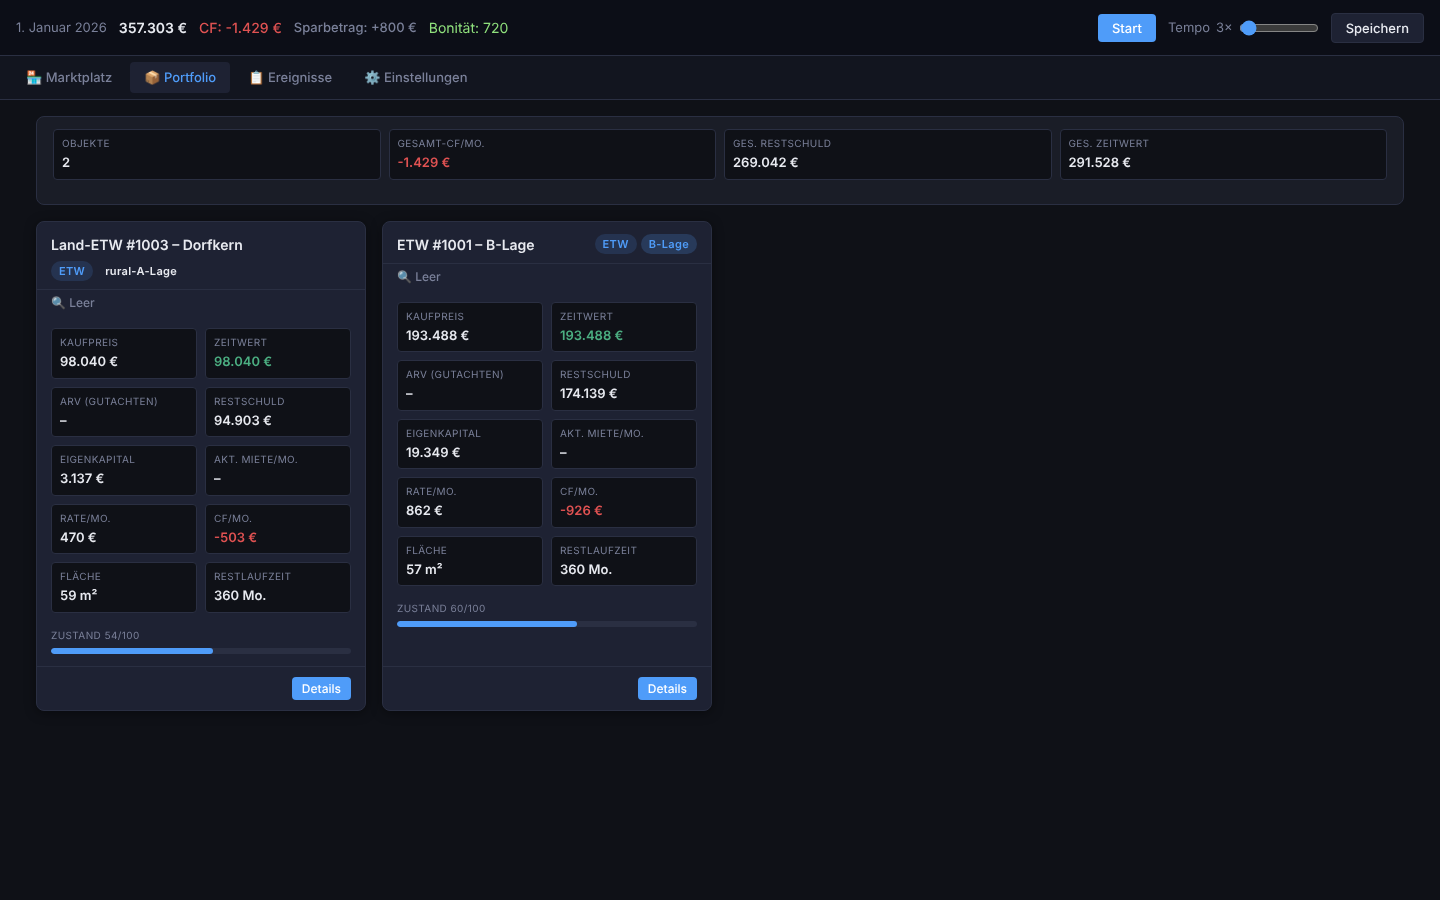 1. Januar 2026 357.303 € CF: -1.429 € Sparbetrag: +800 € Bonität: 720 Start Tempo 3× Speichern
🏪 Marktplatz 📦 Portfolio 📋 Ereignisse ⚙️ Einstellungen
OBJEKTE GESAMT-CF/MO. GES. RESTSCHULD GES. ZEITWERT
2 -1.429 € 269.042 € 291.528 €
Land-ETW #1003 – Dorfkern
ETW rural-A-Lage
🔍 Leer
KAUFPREIS ZEITWERT
98.040 € 98.040 €
ARV (GUTACHTEN) RESTSCHULD
– 94.903 €
EIGENKAPITAL AKT. MIETE/MO.
3.137 € –
RATE/MO. CF/MO.
470 € -503 €
FLÄCHE RESTLAUFZEIT
59 m² 360 Mo.
ZUSTAND 54/100
Details
ETW #1001 – B-Lage ETW B-Lage
🔍 Leer
KAUFPREIS ZEITWERT
193.488 € 193.488 €
ARV (GUTACHTEN) RESTSCHULD
– 174.139 €
EIGENKAPITAL AKT. MIETE/MO.
19.349 € –
RATE/MO. CF/MO.
862 € -926 €
FLÄCHE RESTLAUFZEIT
57 m² 360 Mo.
ZUSTAND 60/100
Details